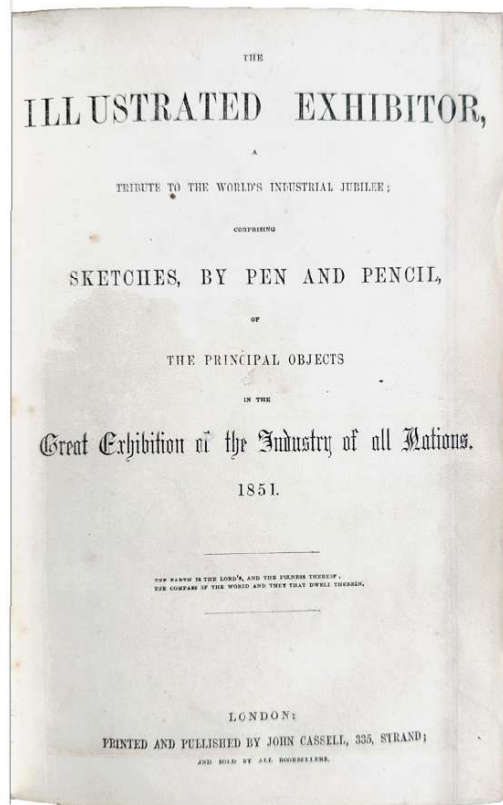 THE
ILLUSTRATED EXHIBITOR,
A
TRIBUTE TO THE WORLD'S INDUSTRIAL JUBILEE;
COMPRISING
SKETCHES, BY PEN AND PENCIL,
OF
THE PRINCIPAL OBJECTS
IN THE
Great Exhibition of the Industry of all Nations.
1851.
THE EARTH IS THE LORD'S, AND THE FULNESS THEREOF,
THE COMPASS OF THE WORLD AND THEY THAT DWELL THEREIN.
LONDON:
PRINTED AND PUBLISHED BY JOHN CASSELL, 335, STRAND;
AND SOLD BY ALL BOOKSELLERS.